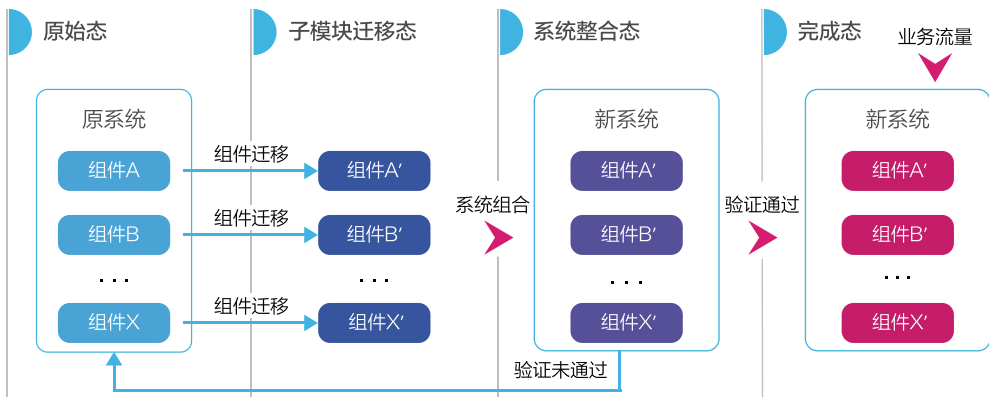 原始态
子模块迁移态
系统整合态
完成态
业务流量
原系统
组件A
组件B
...
组件X
组件迁移
组件迁移
组件迁移
组件A'
组件B'
...
组件X'
系统组合
新系统
组件A'
组件B'
...
组件X'
验证通过
验证未通过
新系统
组件A'
组件B'
...
组件X'